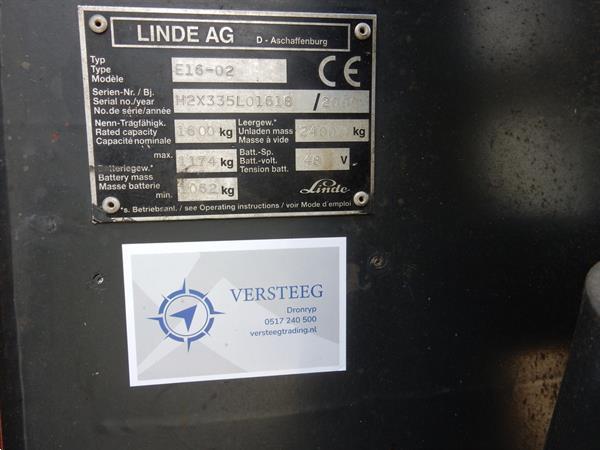 LINDE AG D - Aschaffenburg
Typ
Type E16-02 CE
Modèle
Serien-Nr. / Bj.
Serial no./year H2X335L01618 /
No. de série/année
Nenn-Tragfähigk. Leergew.*
Rated capacity 1600 kg Unladen mass kg
Capacité nominale Masse à vide
max. 1174 kg Batt.-Sp.
Batteriegew.* Batt.-volt. 48 V
Battery mass Tension batt.
Masse batterie
min. kg Linde
*s. Betriebsanl. / see Operating instructions / voir Mode d'emploi
VERSTEEG
Dronryp
0517 240 500
versteegtrading.nl